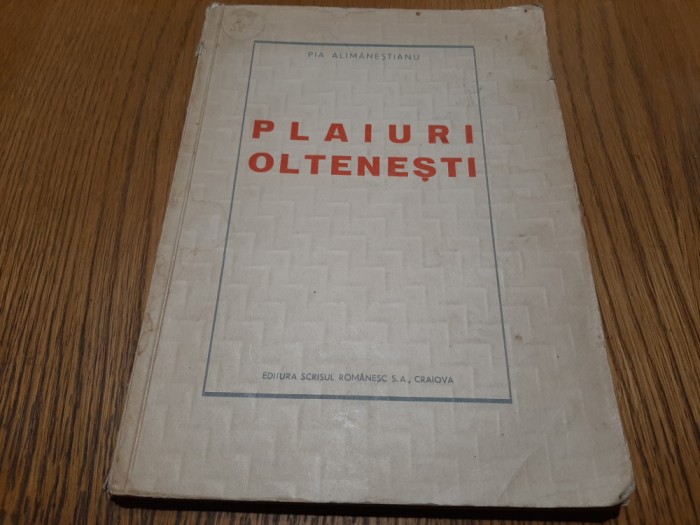 PIA ALIMĂNEȘTIANU
PLAIURI
OLTENEȘTI
EDITURA SCRISUL ROMÂNESC S.A., CRAIOVA